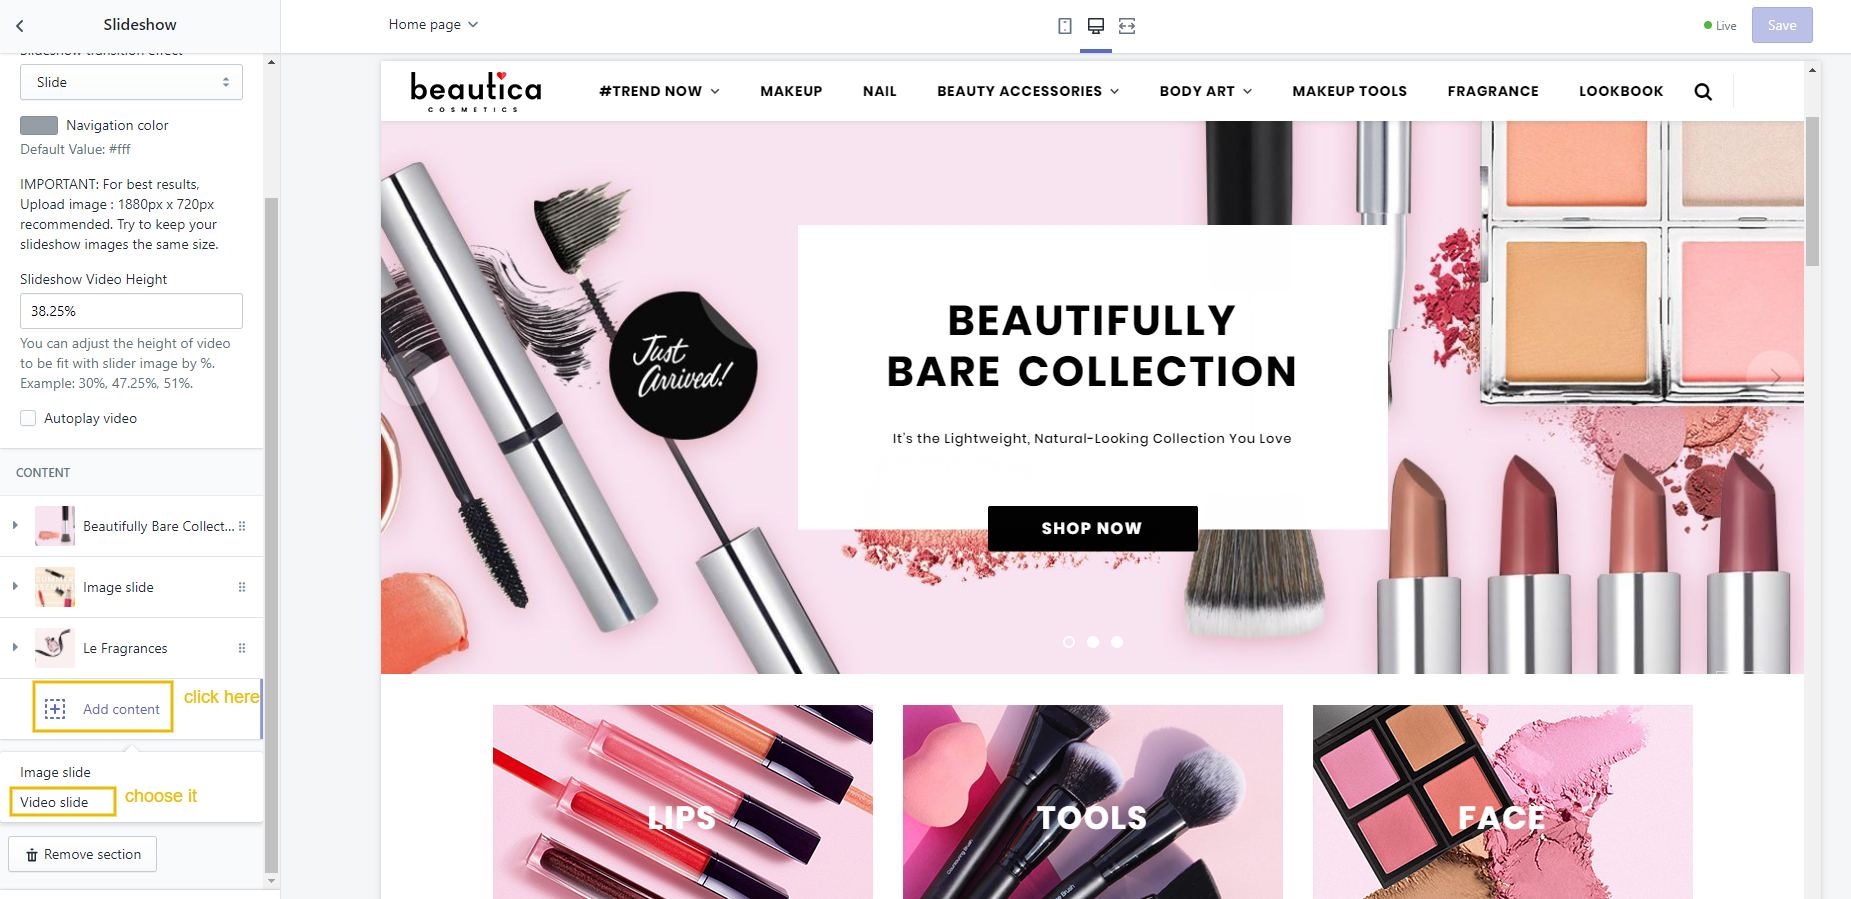 Slideshow
Home page
Live
Save
Slideshow transition effect
Slide
Navigation color
Default Value: #fff
IMPORTANT: For best results,
Upload image : 1880px x 720px
recommended. Try to keep your
slideshow images the same size.
Slideshow Video Height
38.25%
You can adjust the height of video
to be fit with slider image by %.
Example: 30%, 47.25%, 51%.
Autoplay video
CONTENT
Beautifully Bare Collect...
Image slide
Le Fragrances
Add content
click here
Image slide
Video slide
choose it
Remove section
beautica
COSMETICS
#TREND NOW
MAKEUP
NAIL
BEAUTY ACCESSORIES
BODY ART
MAKEUP TOOLS
FRAGRANCE
LOOKBOOK
Just
Arrived!
BEAUTIFULLY
BARE COLLECTION
It's the Lightweight, Natural-Looking Collection You Love
SHOP NOW
LIPS
TOOLS
FACE